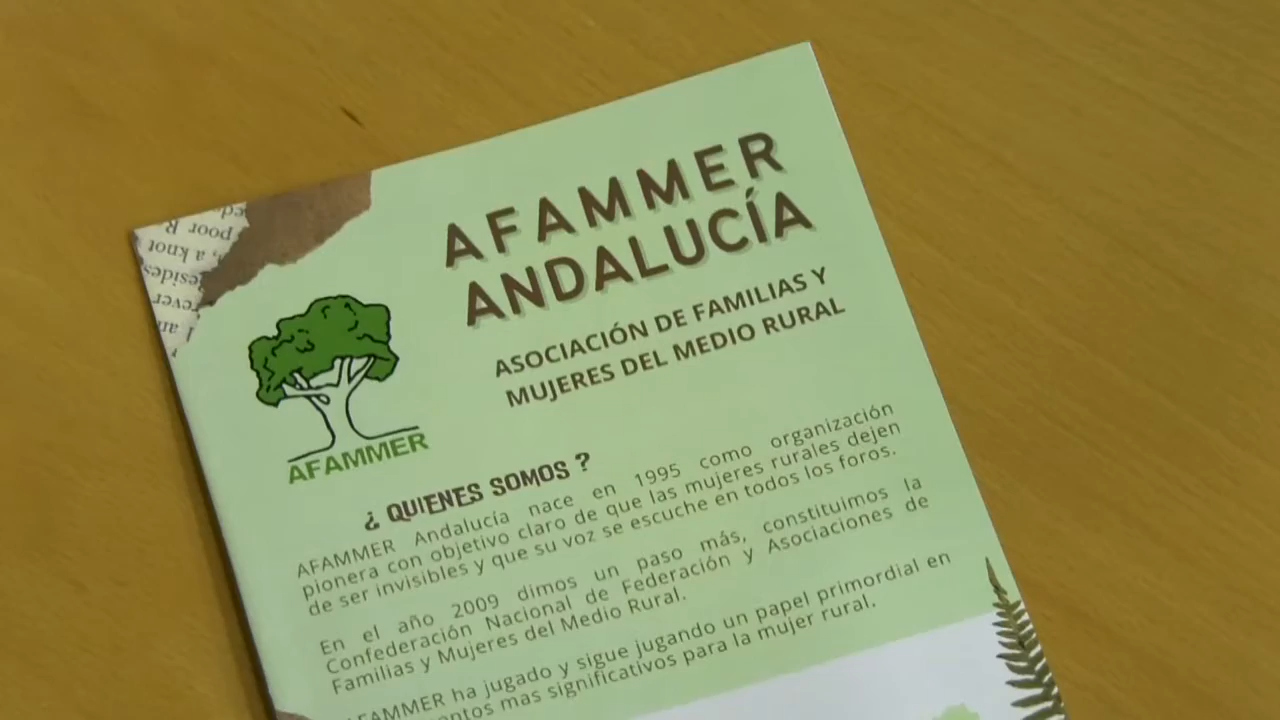 AFAMMER
ANDALUCÍA
ASOCIACIÓN DE FAMILIAS Y
MUJERES DEL MEDIO RURAL
AFAMMER
¿ QUIENES SOMOS ?
AFAMMER Andalucía nace en 1995 como organización
pionera con objetivo claro de que las mujeres rurales dejen
de ser invisibles y que su voz se escuche en todos los foros.
En el año 2009 dimos un paso más, constituimos la
Confederación Nacional de Federación y Asociaciones de
Familias y Mujeres del Medio Rural.
AFAMMER ha jugado y sigue jugando un papel primordial en
mas significativos para la mujer rural.
poor R
a knot